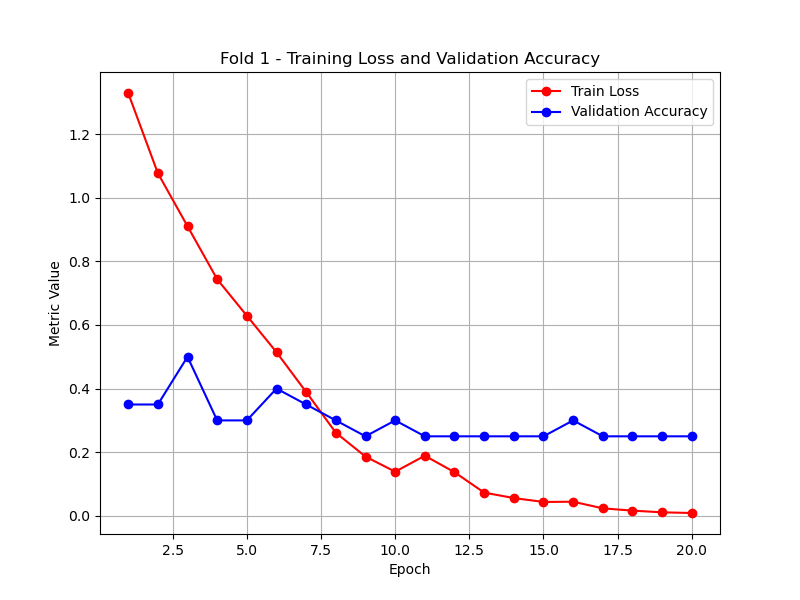 Fold 1 - Training Loss and Validation Accuracy
Train Loss
Validation Accuracy
Metric Value
1.2
1.0
0.8
0.6
0.4
0.2
0.0
2.5 5.0 7.5 10.0 12.5 15.0 17.5 20.0
Epoch